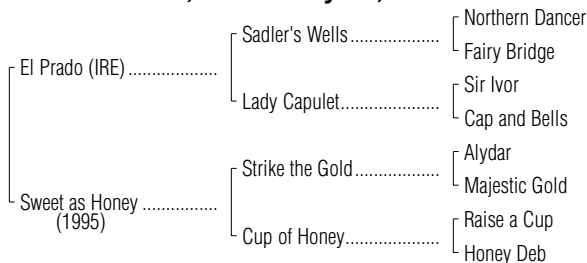 Northern Dancer
Sadler's Wells....................
Fairy Bridge
El Prado (IRE) ..................
Sir Ivor
Lady Capulet.....................
Cap and Bells
Alydar
Strike the Gold..................
Majestic Gold
Sweet as Honey ...............
(1995)
Raise a Cup
Cup of Honey....................
Honey Deb